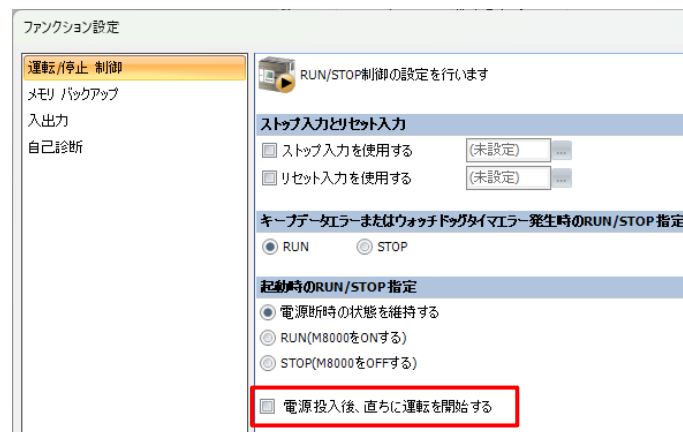 ファンクション設定
運転/停止 制御
メモリ バックアップ
入出力
自己診断
RUN/STOP制御の設定を行います
ストップ入力とリセット入力
ストップ入力を使用する (未設定) ...
リセット入力を使用する (未設定) ...
キープデータエラーまたはウォッチドッグタイマエラー発生時のRUN/STOP指定
RUN STOP
起動時のRUN/STOP指定
電源断時の状態を維持する
RUN(M8000をONする)
STOP(M8000をOFFする)
電源投入後、直ちに運転を開始する